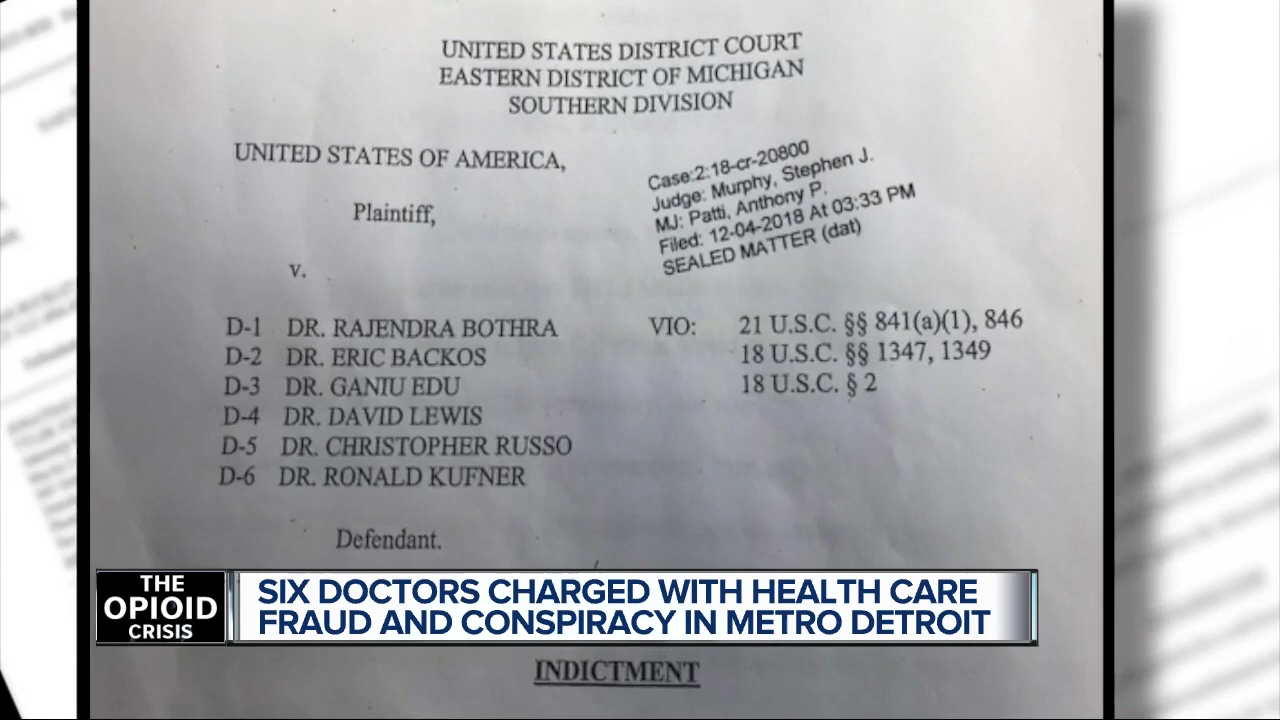 UNITED STATES DISTRICT COURT
EASTERN DISTRICT OF MICHIGAN
SOUTHERN DIVISION
UNITED STATES OF AMERICA,
Plaintiff,
v.
Case:2:18-cr-20800
Judge: Murphy, Stephen J.
MJ: Patti, Anthony P.
Filed: 12-04-2018 At 03:33 PM
SEALED MATTER (dat)
D-1 DR. RAJENDRA BOTHRA VIO: 21 U.S.C. §§ 841(a)(1), 846
D-2 DR. ERIC BACKOS 18 U.S.C. §§ 1347, 1349
D-3 DR. GANIU EDU 18 U.S.C. § 2
D-4 DR. DAVID LEWIS
D-5 DR. CHRISTOPHER RUSSO
D-6 DR. RONALD KUFNER
Defendant.
THE
OPIOID
CRISIS
SIX DOCTORS CHARGED WITH HEALTH CARE
FRAUD AND CONSPIRACY IN METRO DETROIT
INDICTMENT